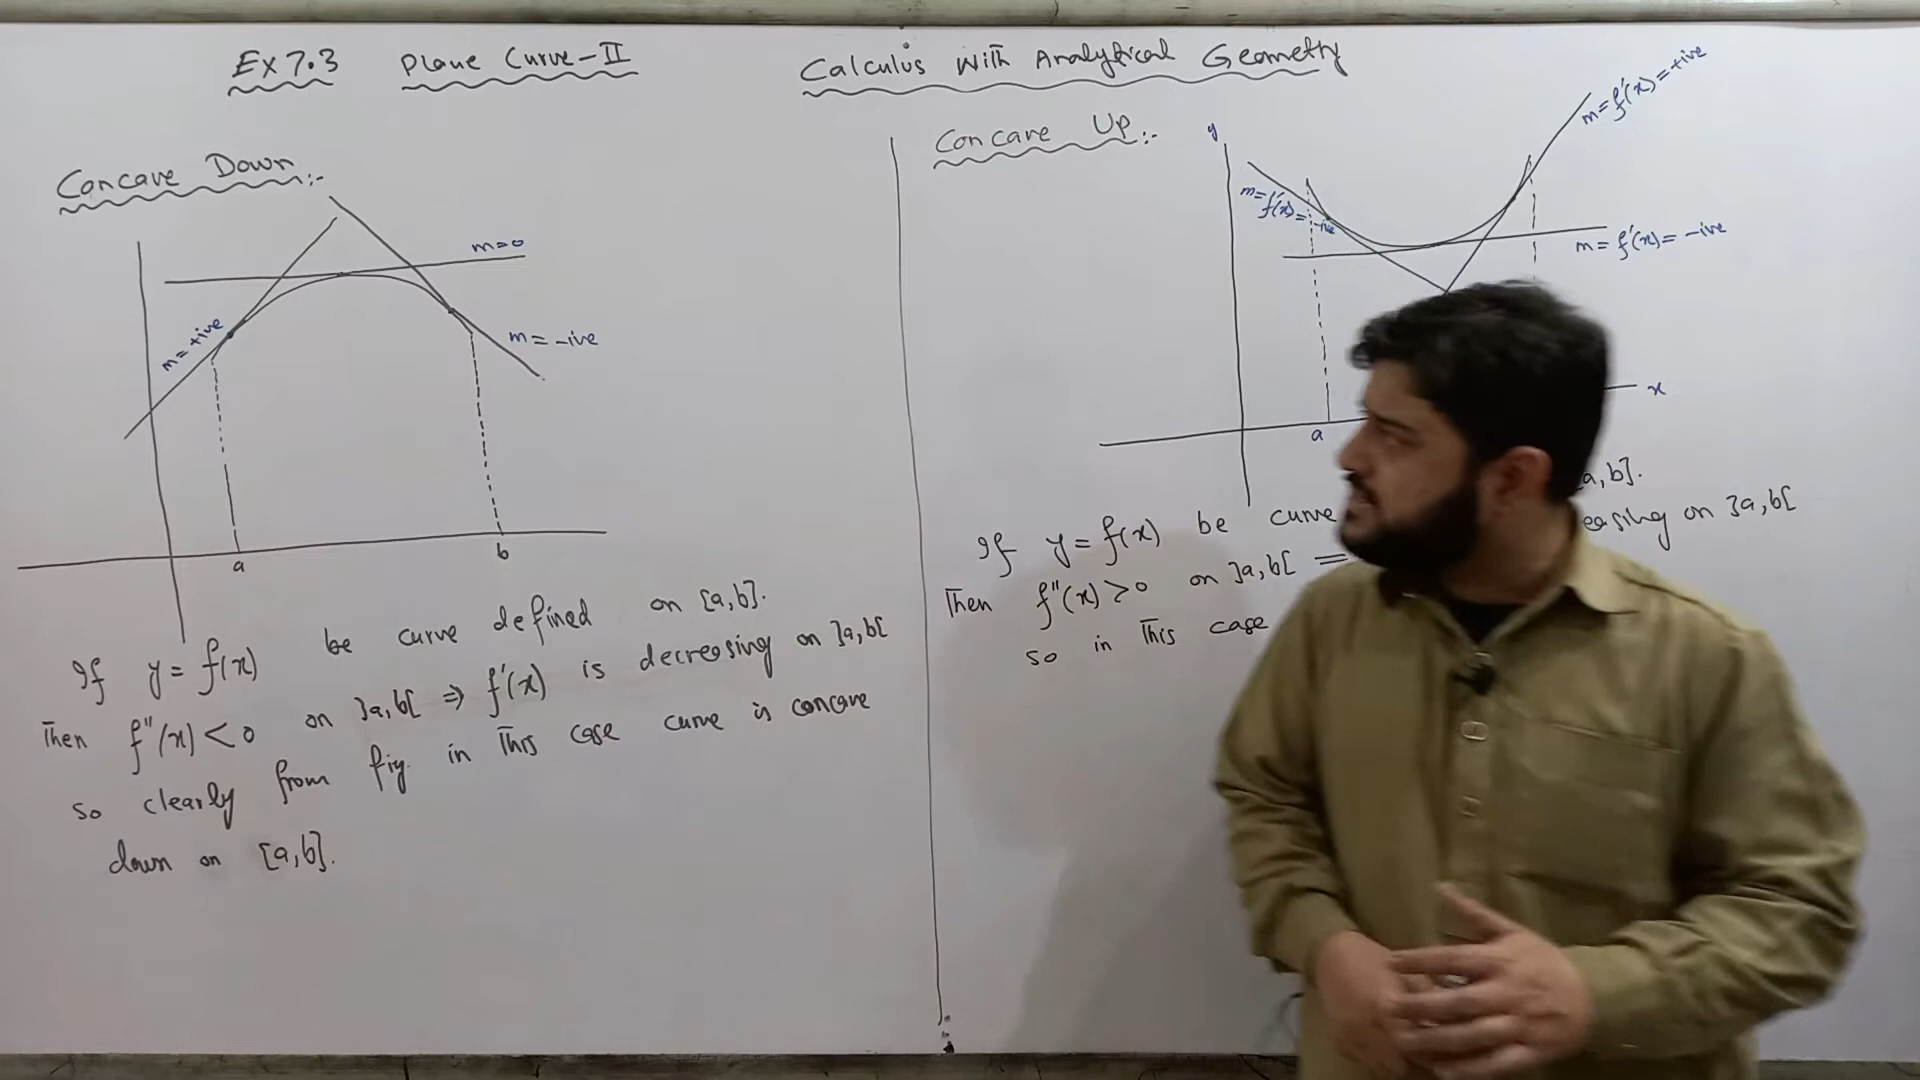 Ex 7.3 Plane Curve-II Calculus With Analytical Geometry
Concave Down:-
m=0
m=+ive
m=-ive
a
b
If y=f(x) be curve defined on [a,b].
Then f''(x)<0 on ]a,b[ ⇒ f'(x) is decreasing on ]a,b[
so clearly from fig. in This case curve is concave
down on [a,b].
Concave Up:-
y
m=f'(x)=+ive
m=f'(x)=-ive
m=f'(x)=-ive
x
a
If y=f(x) be curve a,b].
Then f''(x)>0 on ]a,b[ = easing on ]a,b[
so in This case